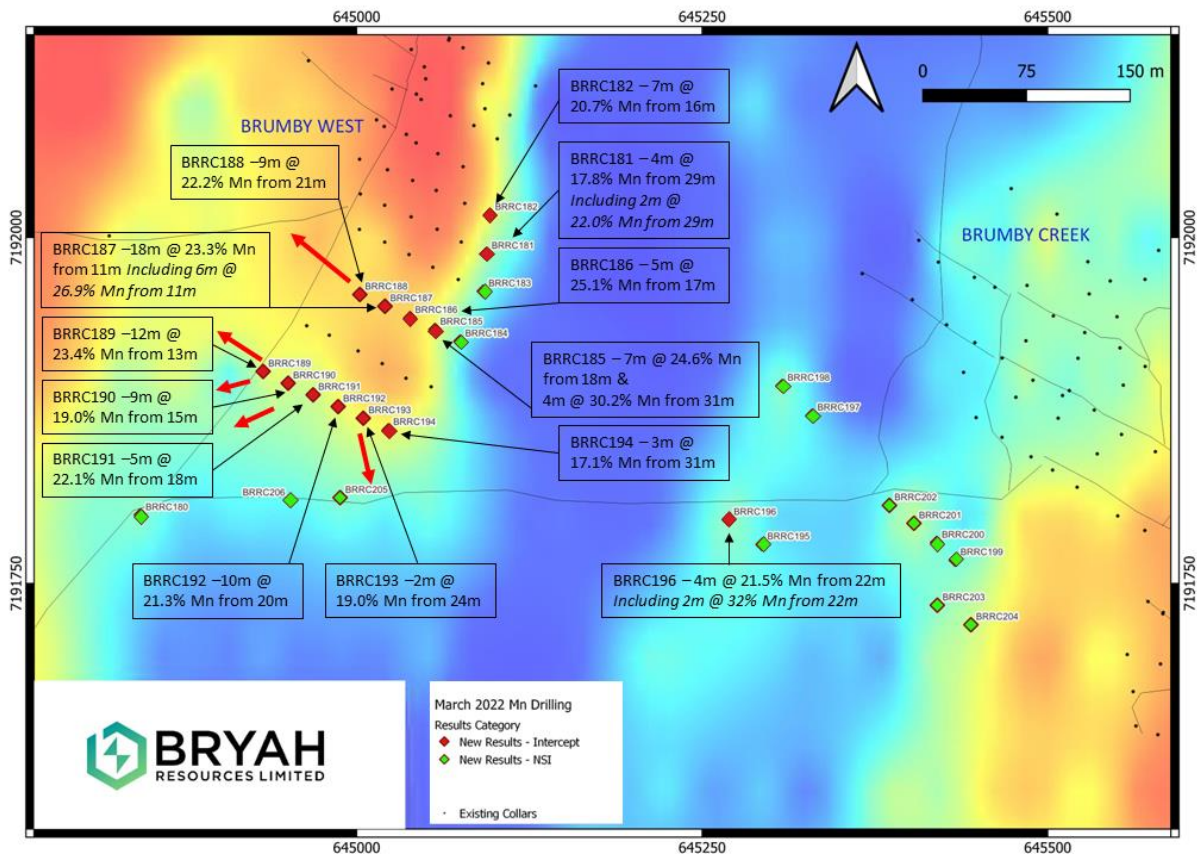 645000
645250
645500
0
75
150 m
BRUMBY WEST
BRRC182 – 7m @
20.7% Mn from 16m
BRRC188 –9m @
22.2% Mn from 21m
BRRC181 – 4m @
17.8% Mn from 29m
Including 2m @
22.0% Mn from 29m
BRRC182
7192000
7192000
BRUMBY CREEK
BRRC187 –18m @ 23.3% Mn
from 11m Including 6m @
26.9% Mn from 11m
BRRC181
BRRC186 – 5m @
25.1% Mn from 17m
BRRC183
BRRC188
BRRC187
BRRC186
BRRC185
BRRC184
BRRC189 –12m @
23.4% Mn from 13m
BRRC185 – 7m @ 24.6% Mn
from 18m &
4m @ 30.2% Mn from 31m
BRRC189
BRRC190
BRRC191
BRRC192
BRRC193
BRRC194
BRRC198
BRRC197
BRRC190 –9m @
19.0% Mn from 15m
BRRC194 – 3m @
17.1% Mn from 31m
BRRC191 –5m @
22.1% Mn from 18m
BRRC206
BRRC205
BRRC180
BRRC202
BRRC201
BRRC200
BRRC199
BRRC196
BRRC195
BRRC192 –10m @
21.3% Mn from 20m
BRRC193 –2m @
19.0% Mn from 24m
BRRC196 – 4m @ 21.5% Mn from 22m
Including 2m @ 32% Mn from 22m
7191750
7191750
BRRC203
BRRC204
BRYAH
RESOURCES LIMITED
March 2022 Mn Drilling
Results Category
New Results - Intercept
New Results - NSI
Existing Collars
645000
645250
645500